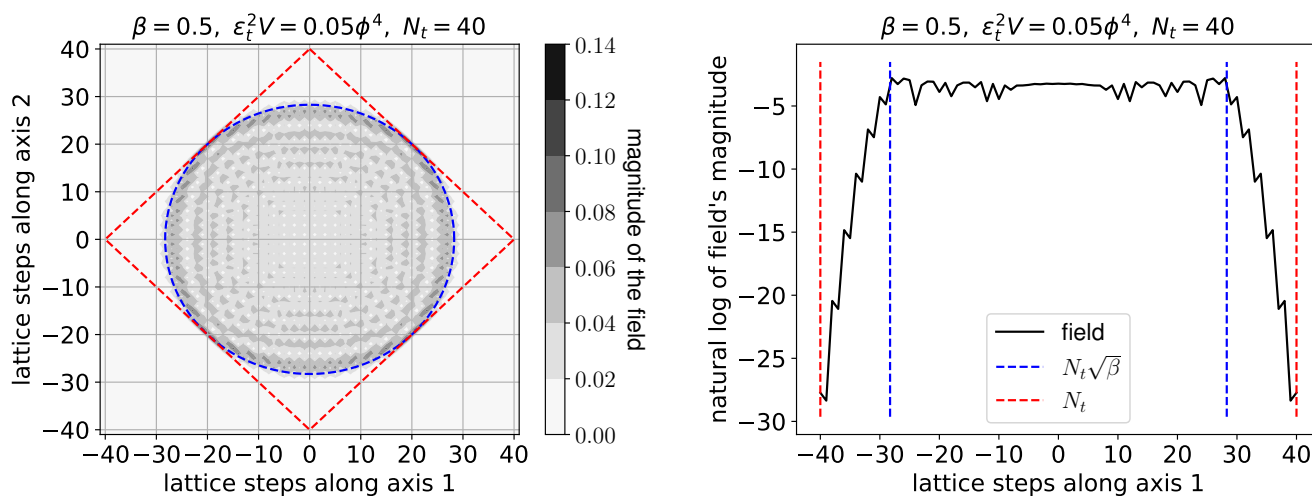 β = 0.5, ε_t^2V = 0.05ϕ^4, N_t = 40
lattice steps along axis 2
40
30
20
10
0
−10
−20
−30
−40
−40 −30 −20 −10 0 10 20 30 40
lattice steps along axis 1
0.14
0.12
0.10
0.08
0.06
0.04
0.02
0.00
magnitude of the field
β = 0.5, ε_t^2V = 0.05ϕ^4, N_t = 40
natural log of field's magnitude
−5
−10
−15
−20
−25
−30
field
N_t√β
N_t
−40 −30 −20 −10 0 10 20 30 40
lattice steps along axis 1